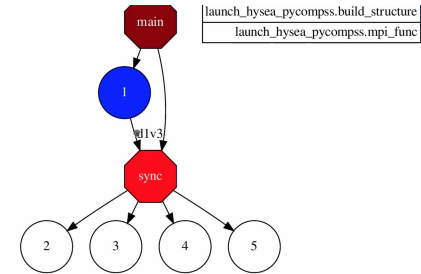 main
launch_hysea_pycompss.build_structure
launch_hysea_pycompss.mpi_func
1
d1v3
sync
2 3 4 5